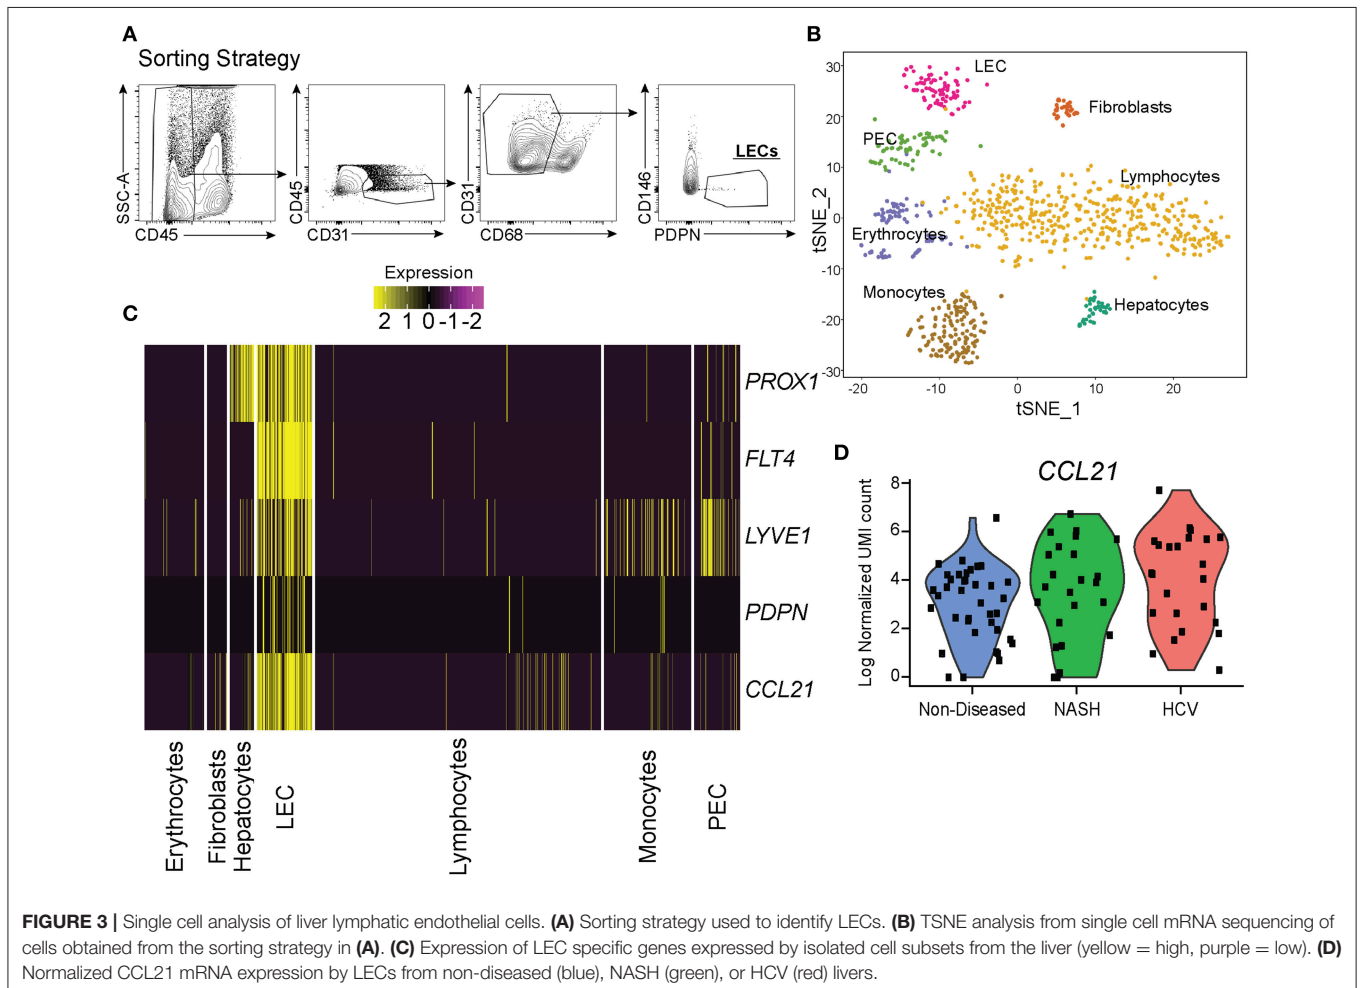 A
Sorting Strategy
SSC-A
CD45
CD45
CD31
CD31
CD68
CD146
PDPN
LECs
B
30
20
10
0
-10
-20
-30
tSNE_2
LEC
Fibroblasts
PEC
Lymphocytes
Erythrocytes
Monocytes
Hepatocytes
-20
-10
0
10
20
tSNE_1
Expression
2 1 0 -1 -2
C
PROX1
FLT4
LYVE1
PDPN
CCL21
Erythrocytes
Fibroblasts
Hepatocytes
LEC
Lymphocytes
Monocytes
PEC
D
CCL21
Log Normalized UMI count
8
6
4
2
0
Non-Diseased
NASH
HCV
FIGURE 3 | Single cell analysis of liver lymphatic endothelial cells. (A) Sorting strategy used to identify LECs. (B) TSNE analysis from single cell mRNA sequencing of
cells obtained from the sorting strategy in (A). (C) Expression of LEC specific genes expressed by isolated cell subsets from the liver (yellow = high, purple = low). (D)
Normalized CCL21 mRNA expression by LECs from non-diseased (blue), NASH (green), or HCV (red) livers.